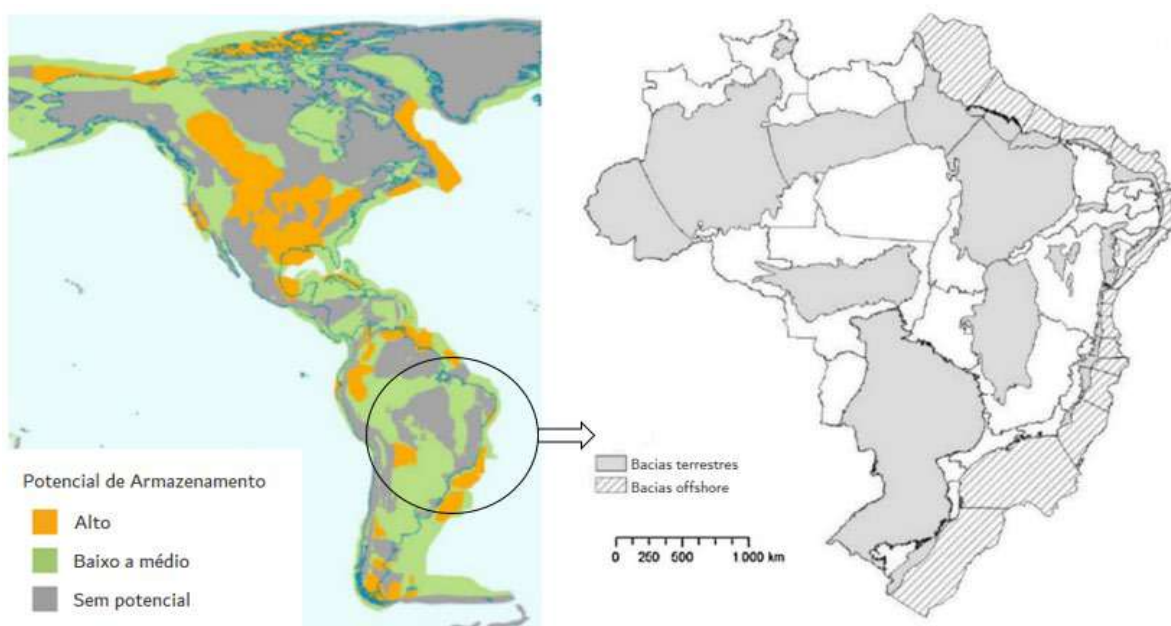 Potencial de Armazenamento
Alto
Baixo a médio
Sem potencial
Bacias terrestres
Bacias offshore
0 250 500 1 000 km